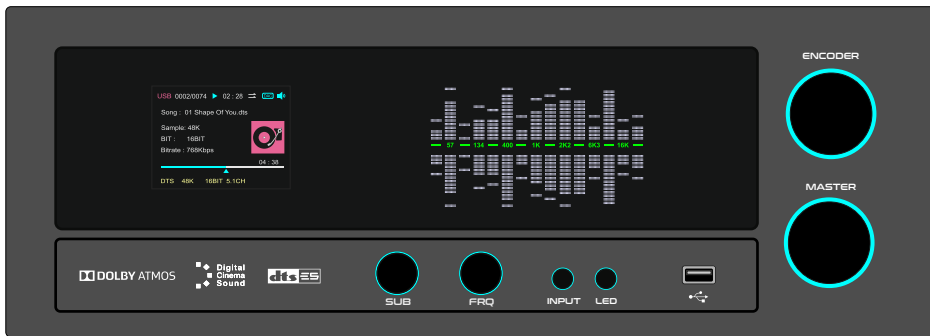 ENCODER
USB 0002/0074 02 : 28
Song : 01 Shape Of You.dts
Sample: 48K
BIT : 16BIT
Bitrate : 768Kbps
04 : 38
DTS 48K 16BIT 5.1CH
57 134 400 1K 2K2 6K3 16K
MASTER
DOLBY ATMOS
Digital
Cinema
Sound
dts ES
SUB
FRQ
INPUT
LED